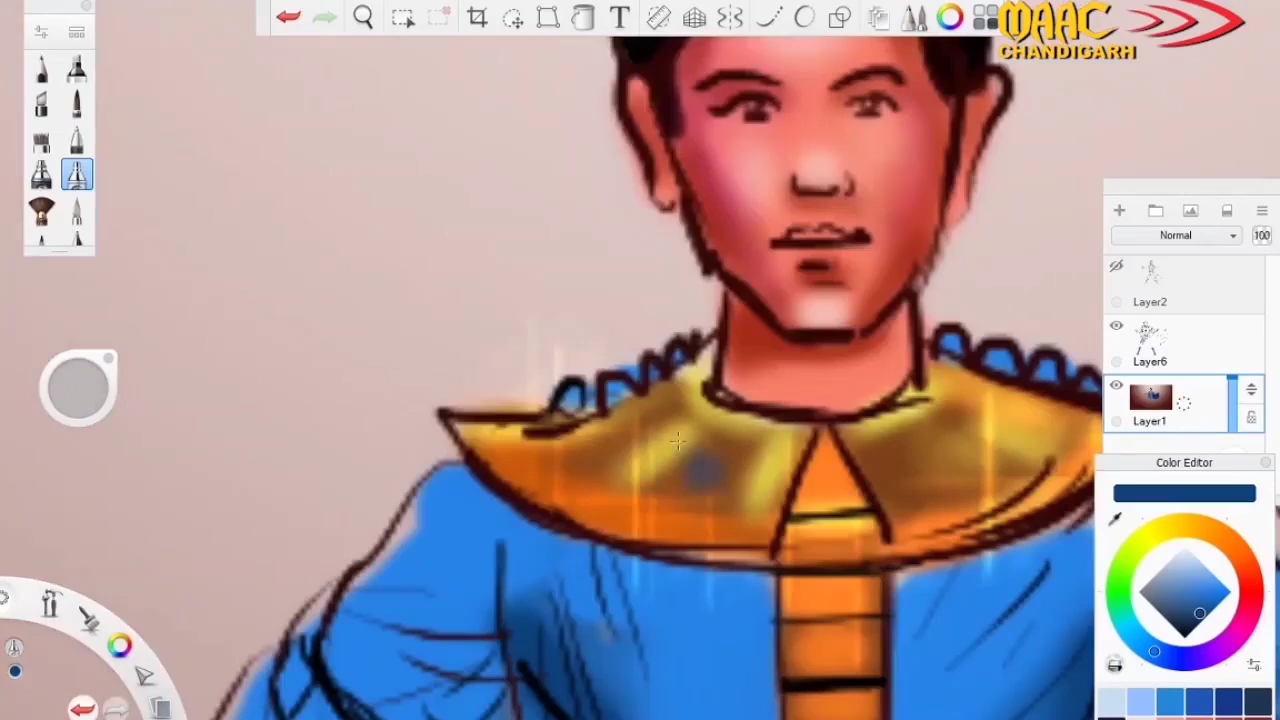 MAAC
CHANDIGARH
T
Normal
100
Layer2
Layer6
Layer1
Color Editor